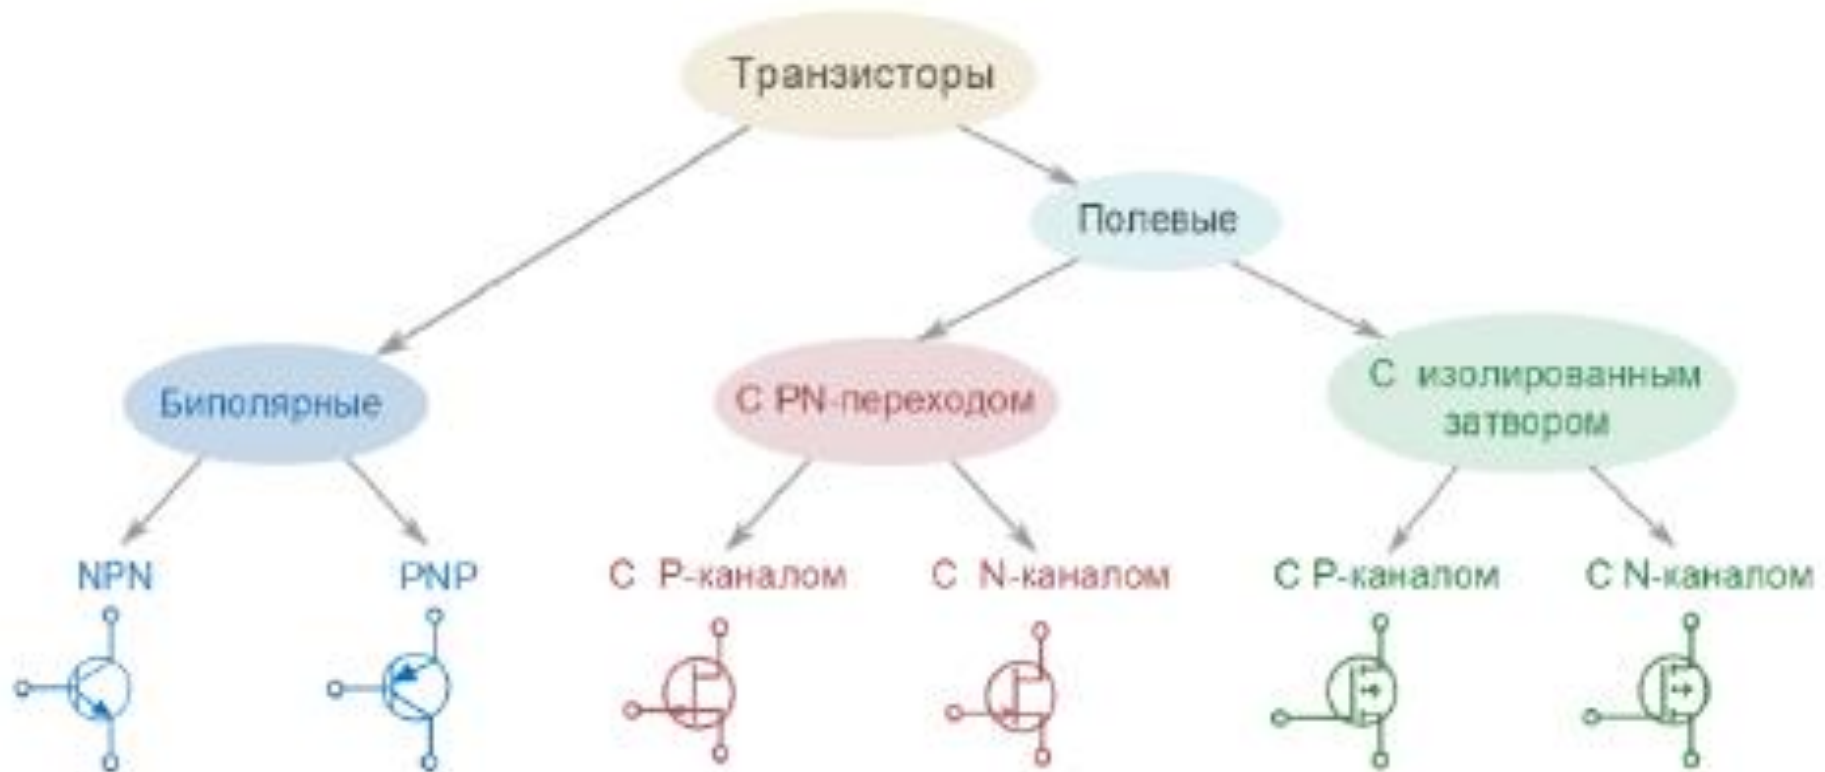 Транзисторы
Полевые
Биполярные
С PN-переходом
С изолированным
затвором
NPN
PNP
С P-каналом
С N-каналом
С P-каналом
С N-каналом